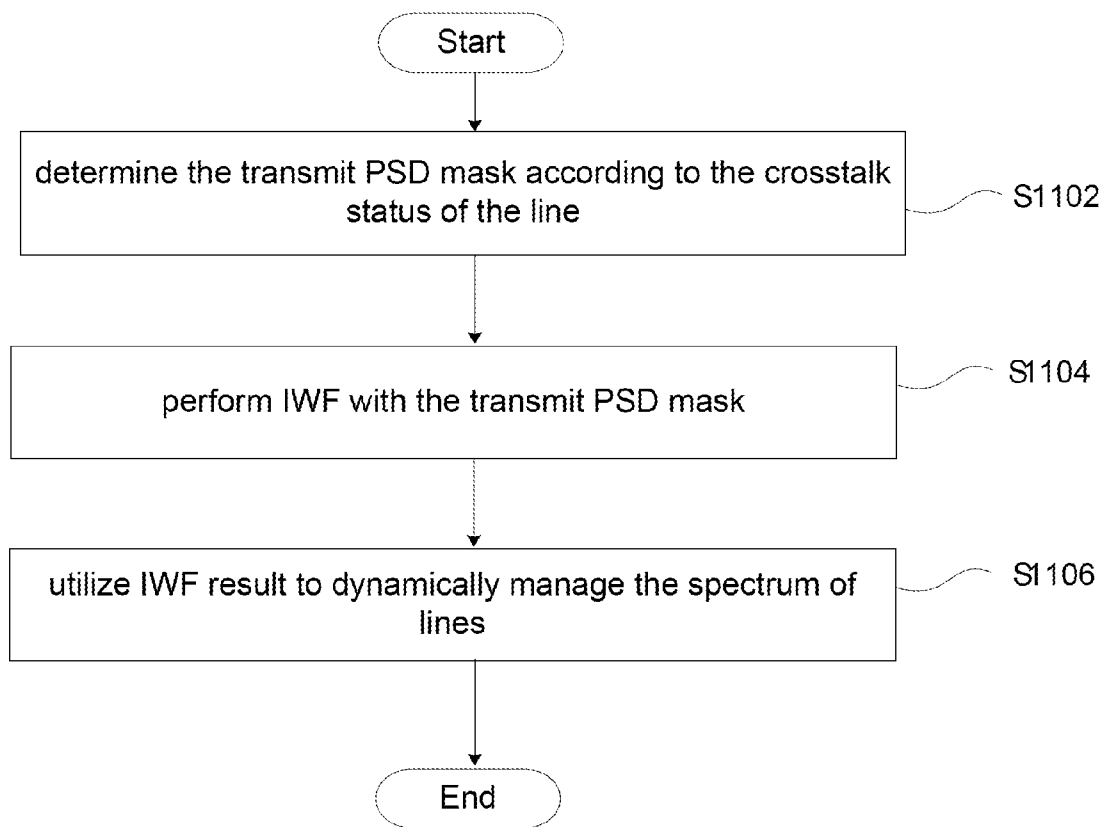 Start
determine the transmit PSD mask according to the crosstalk
status of the line
S1102
perform IWF with the transmit PSD mask
S1104
utilize IWF result to dynamically manage the spectrum of
lines
S1106
End